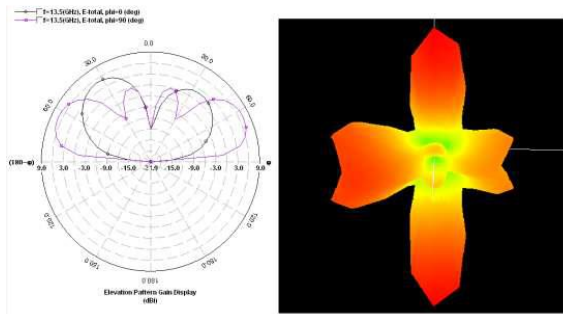 f=13.5(GHz), E-total, phi=0 (deg)
f=13.5(GHz), E-total, phi=90 (deg)
0.0
30.0
30.0
60.0
60.0
(180-φ)
φ
9.0 3.0 -3.0 -9.0 -15.0 -21.9 -15.0 -9.0 -3.0 3.0 9.0
120.0
120.0
150.0
150.0
180.0
Elevation Pattern Gain Display
(dBi)